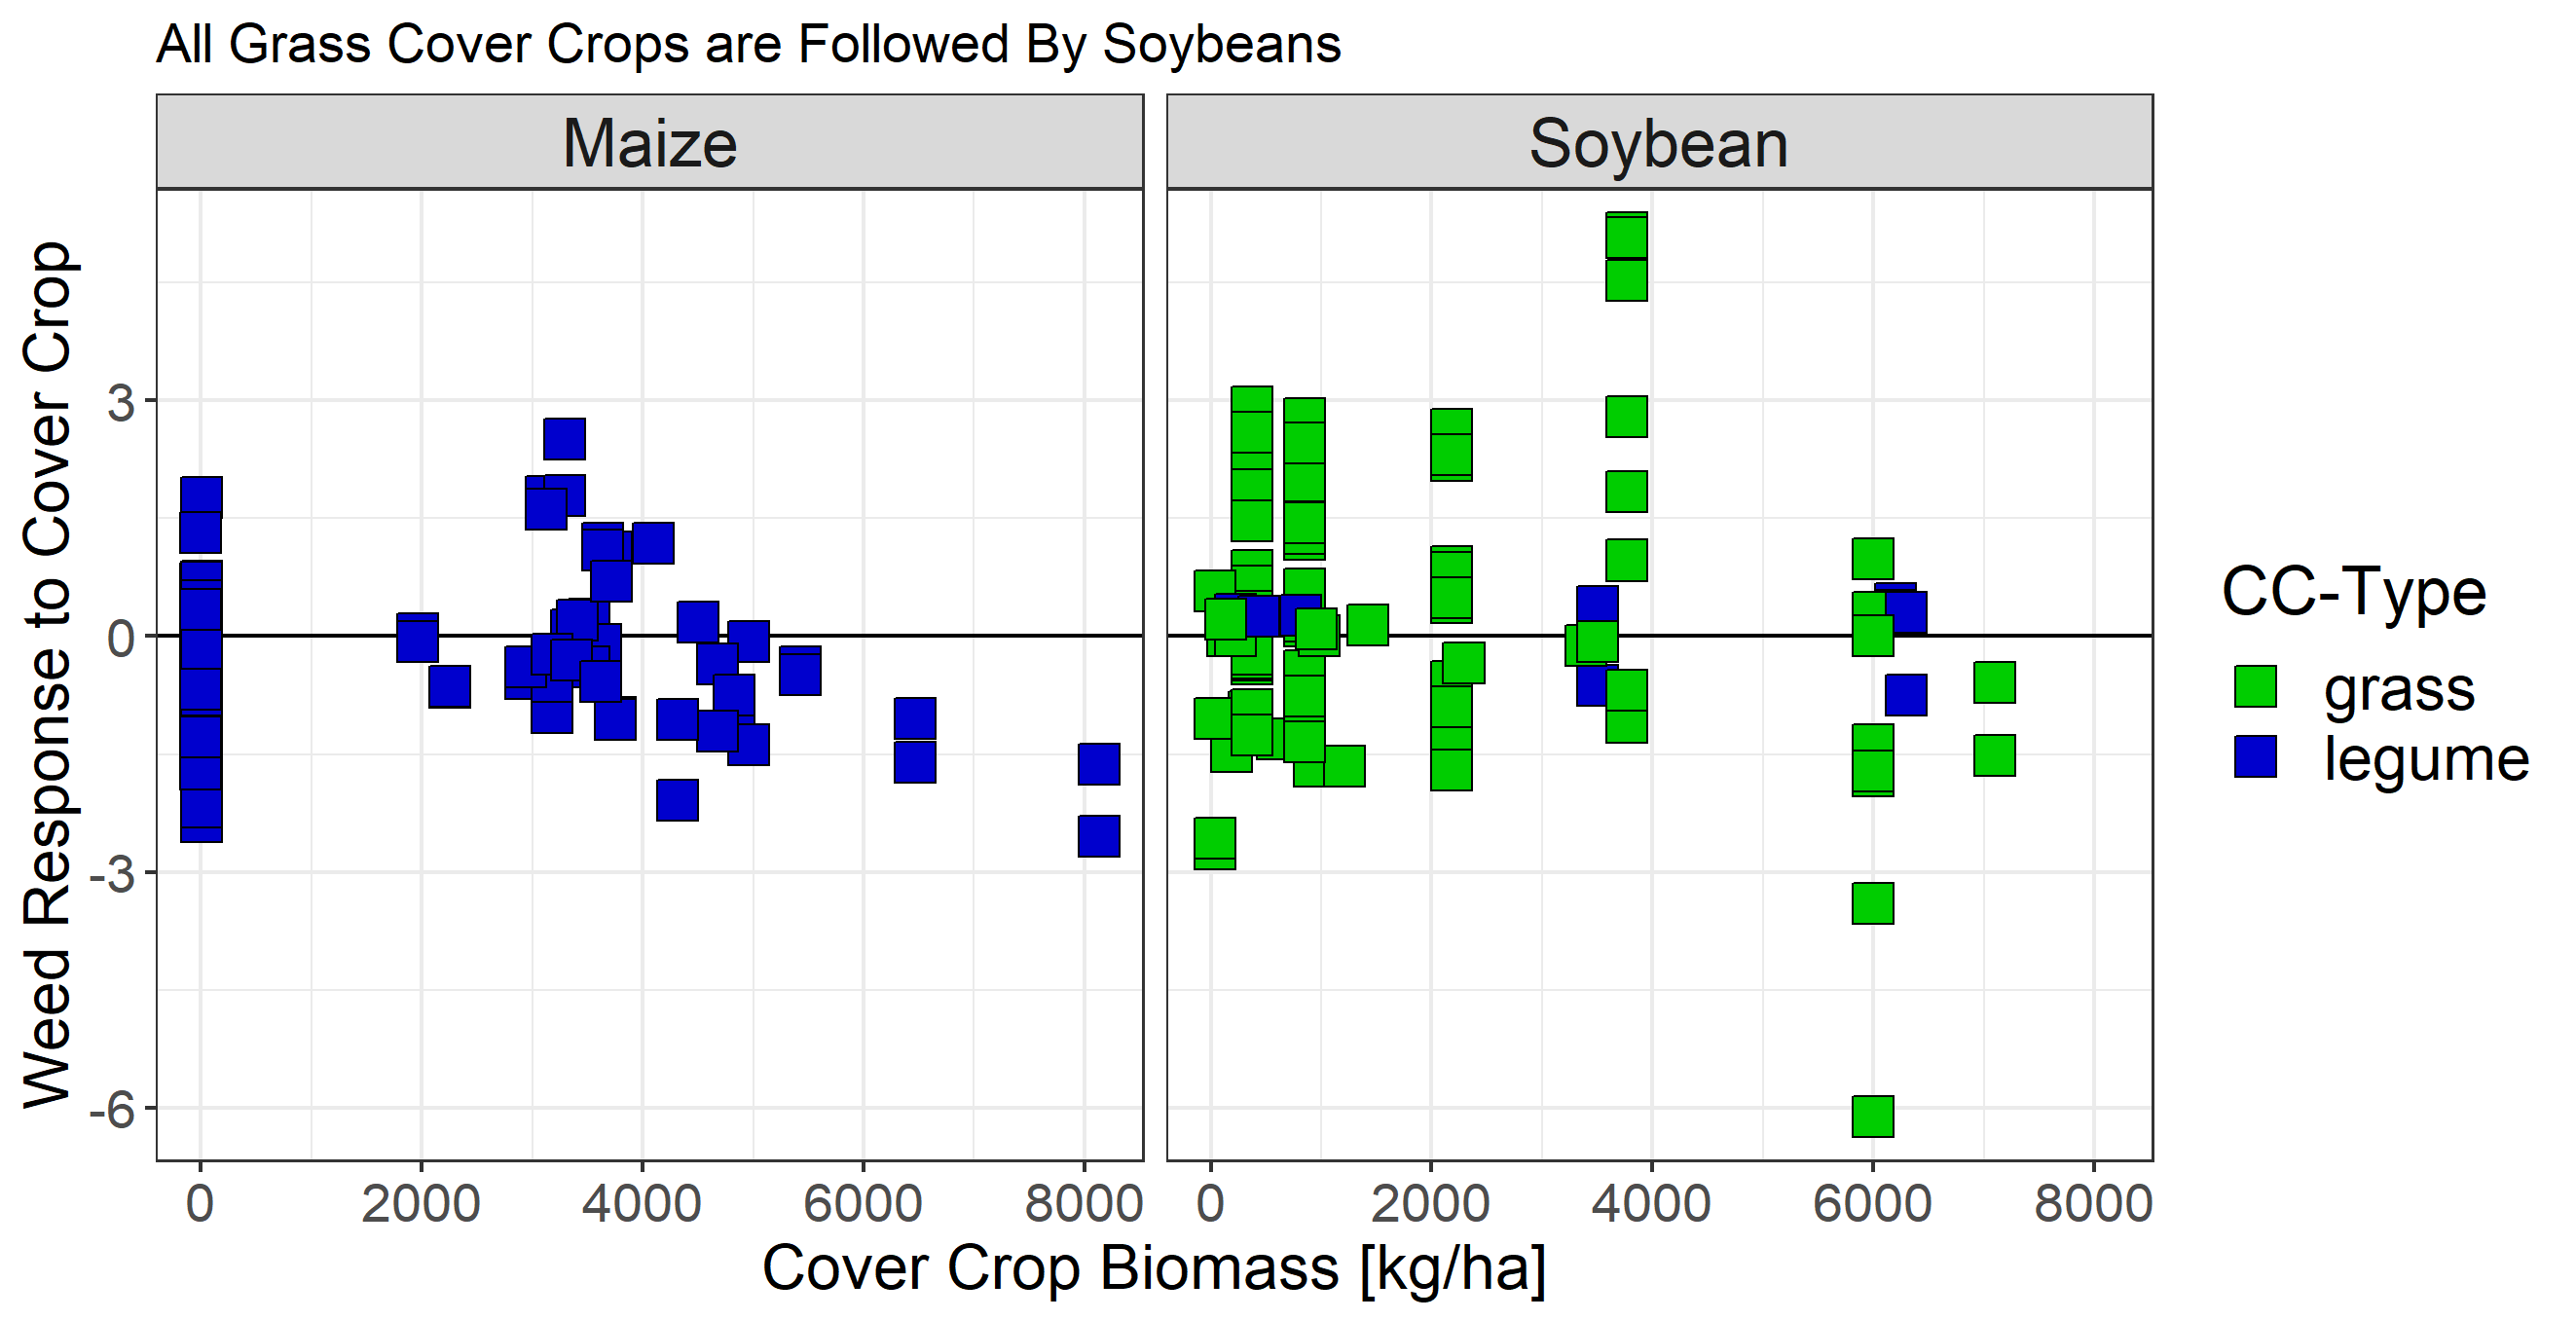 All Grass Cover Crops are Followed By Soybeans
Maize
Soybean
Weed Response to Cover Crop
3
0
-3
-6
0 2000 4000 6000 8000
0 2000 4000 6000 8000
Cover Crop Biomass [kg/ha]
CC-Type
grass
legume